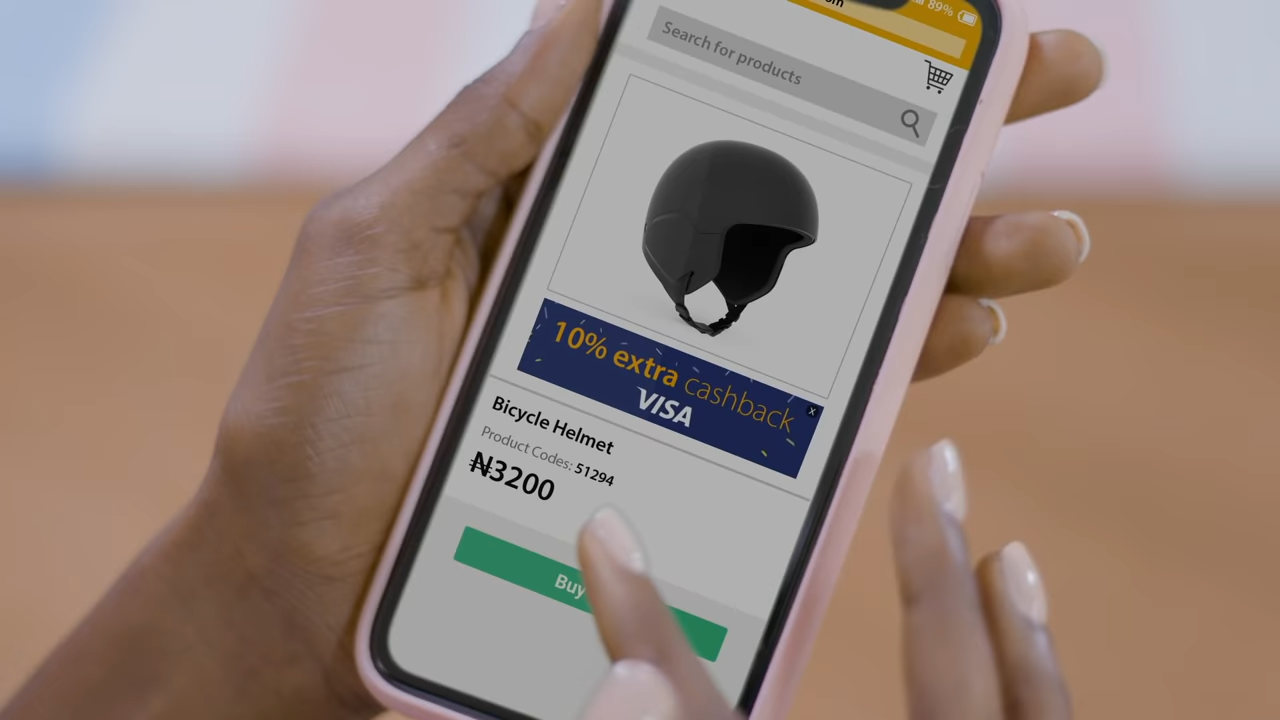 89%
Search for products
10% extra cashback
VISA
x
Bicycle Helmet
Product Codes: 51294
₦3200
Buy